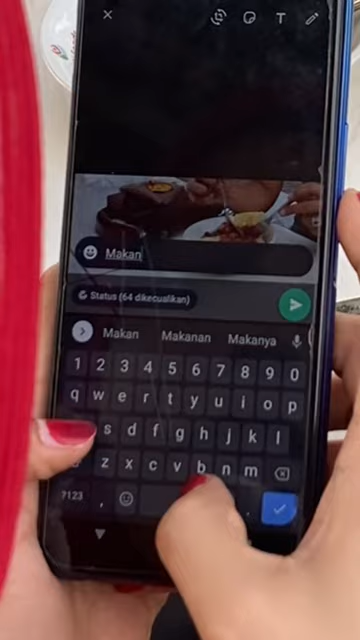 T
Makan
Status (64 dikecualikan)
Makan Makanan Makanya
1 2 3 4 5 6 7 8 9 0
q w e r t y u i o p
s d f g h j k l
z x c v b n m
?123 , .